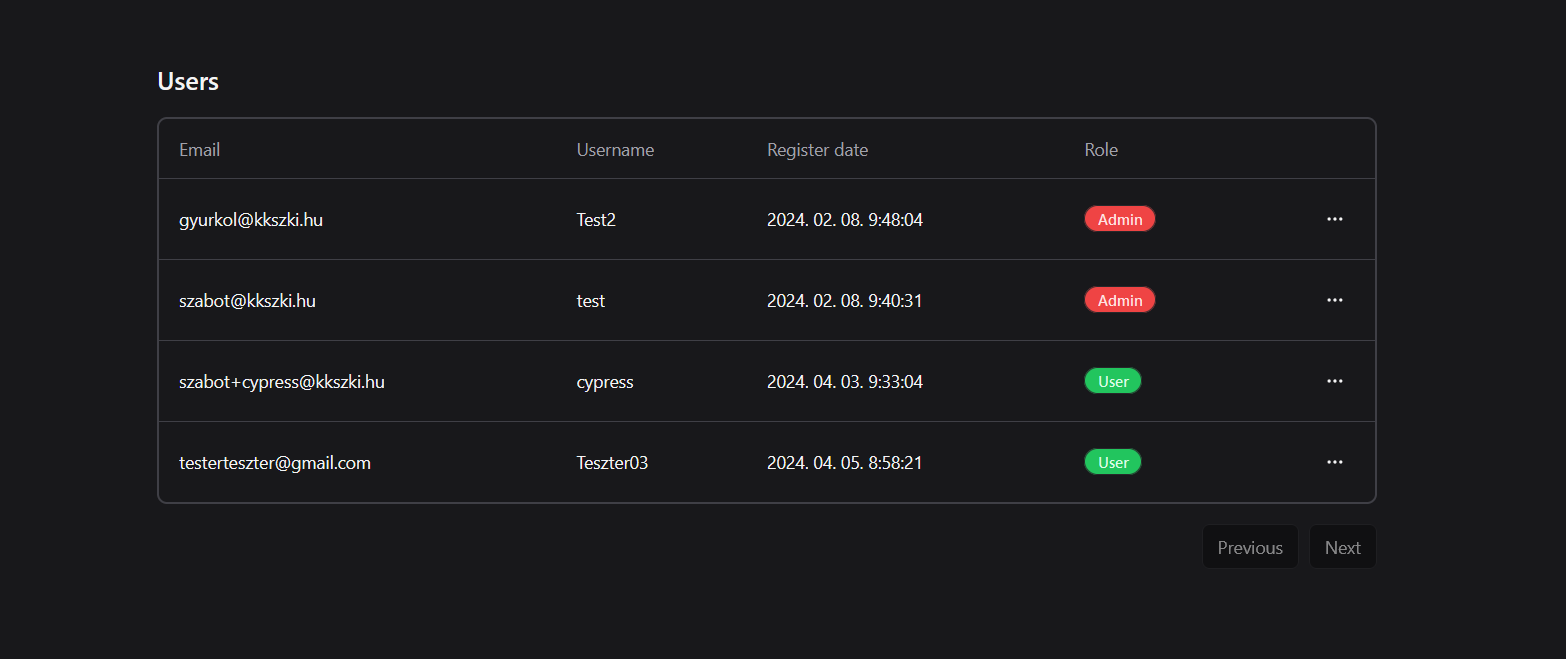 Users
Email Username Register date Role
gyurkol@kkszki.hu Test2 2024. 02. 08. 9:48:04 Admin
szabot@kkszki.hu test 2024. 02. 08. 9:40:31 Admin
szabot+cypress@kkszki.hu cypress 2024. 04. 03. 9:33:04 User
testerteszter@gmail.com Teszter03 2024. 04. 05. 8:58:21 User
Previous Next